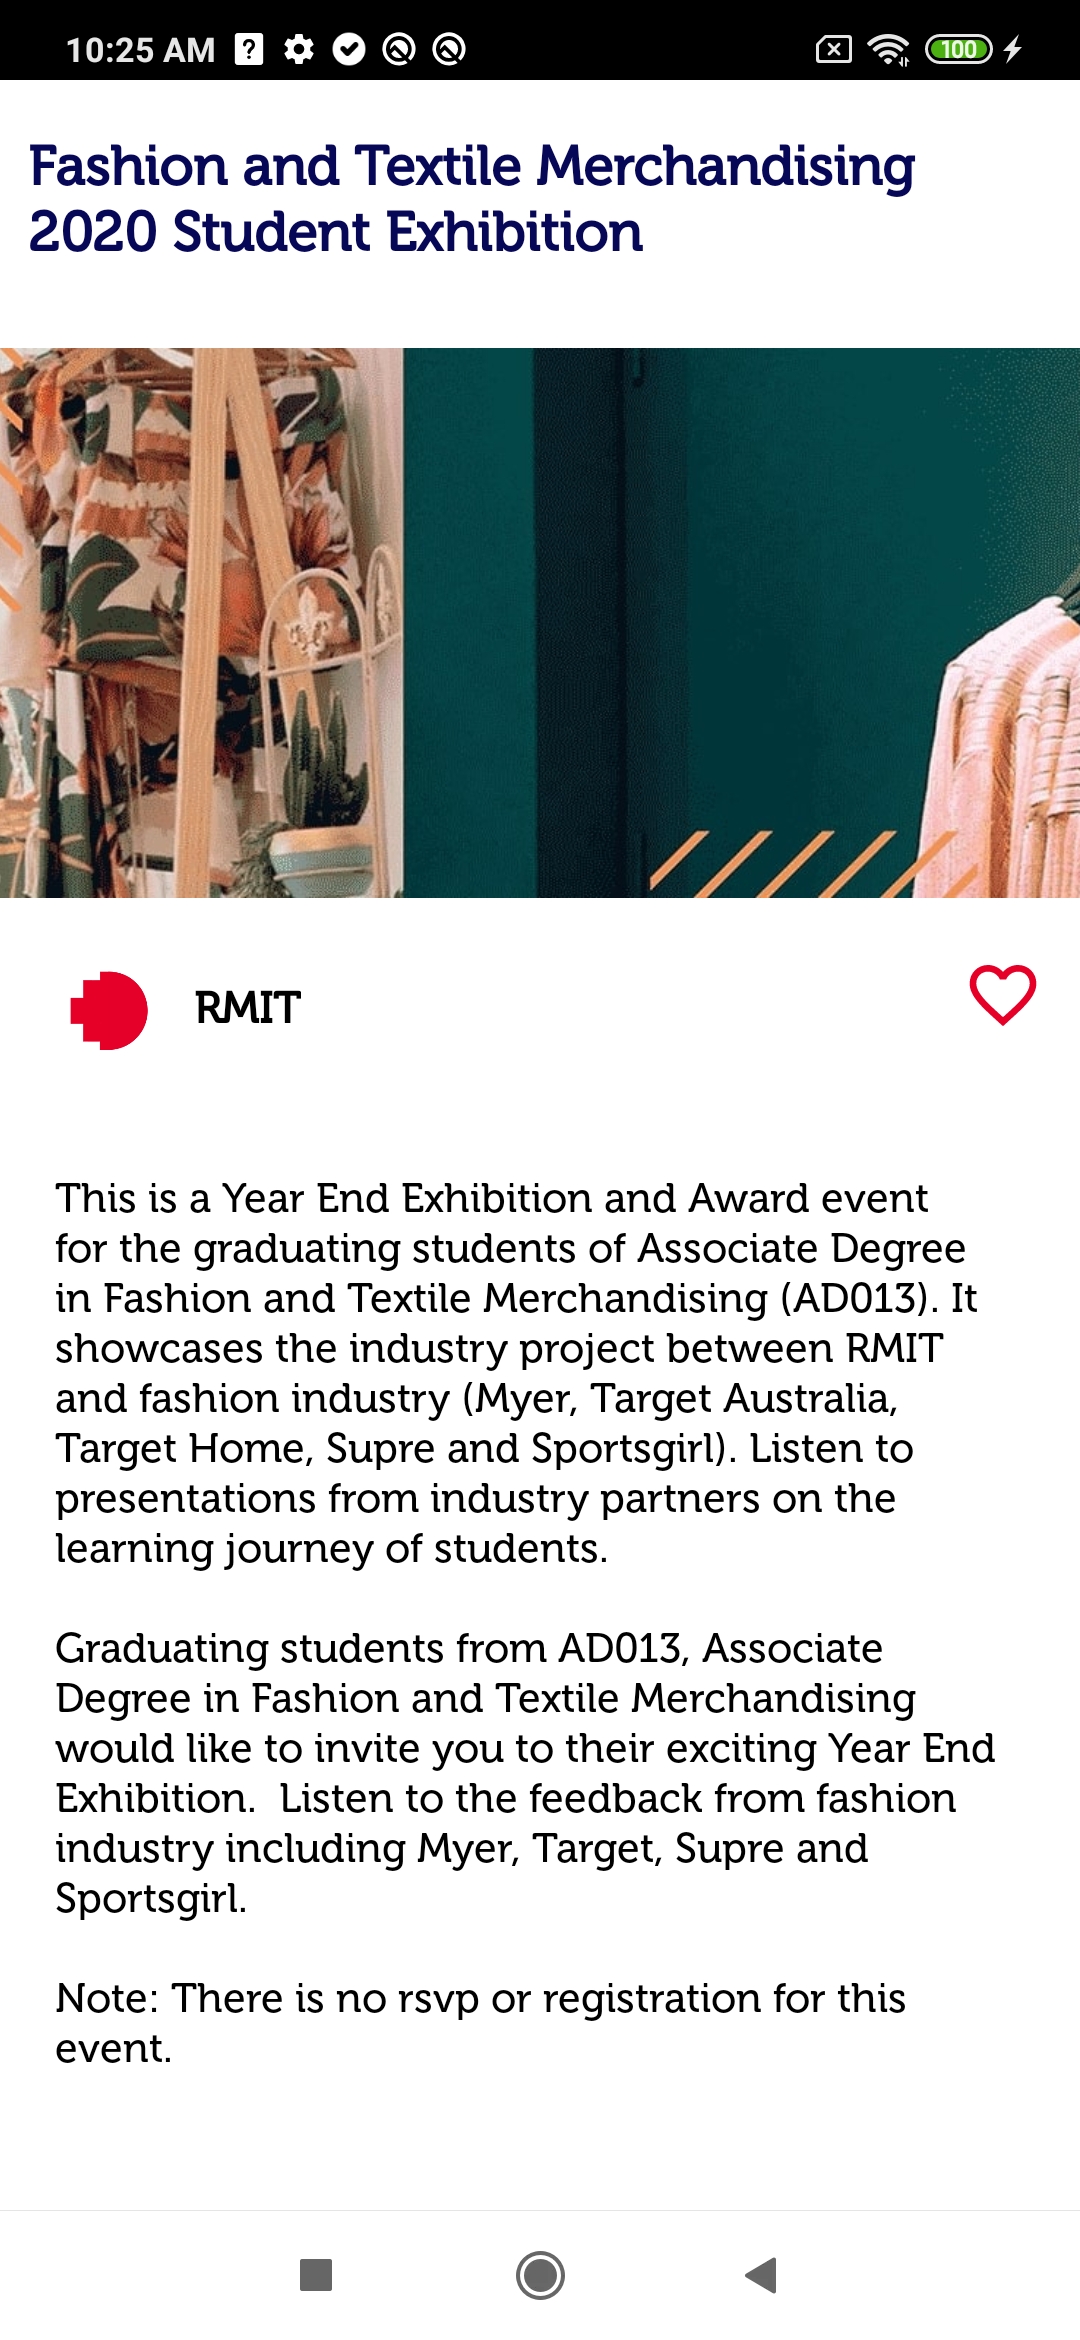 10:25 AM
100
Fashion and Textile Merchandising
2020 Student Exhibition
RMIT
This is a Year End Exhibition and Award event
for the graduating students of Associate Degree
in Fashion and Textile Merchandising (AD013). It
showcases the industry project between RMIT
and fashion industry (Myer, Target Australia,
Target Home, Supre and Sportsgirl). Listen to
presentations from industry partners on the
learning journey of students.
Graduating students from AD013, Associate
Degree in Fashion and Textile Merchandising
would like to invite you to their exciting Year End
Exhibition.  Listen to the feedback from fashion
industry including Myer, Target, Supre and
Sportsgirl.
Note: There is no rsvp or registration for this
event.